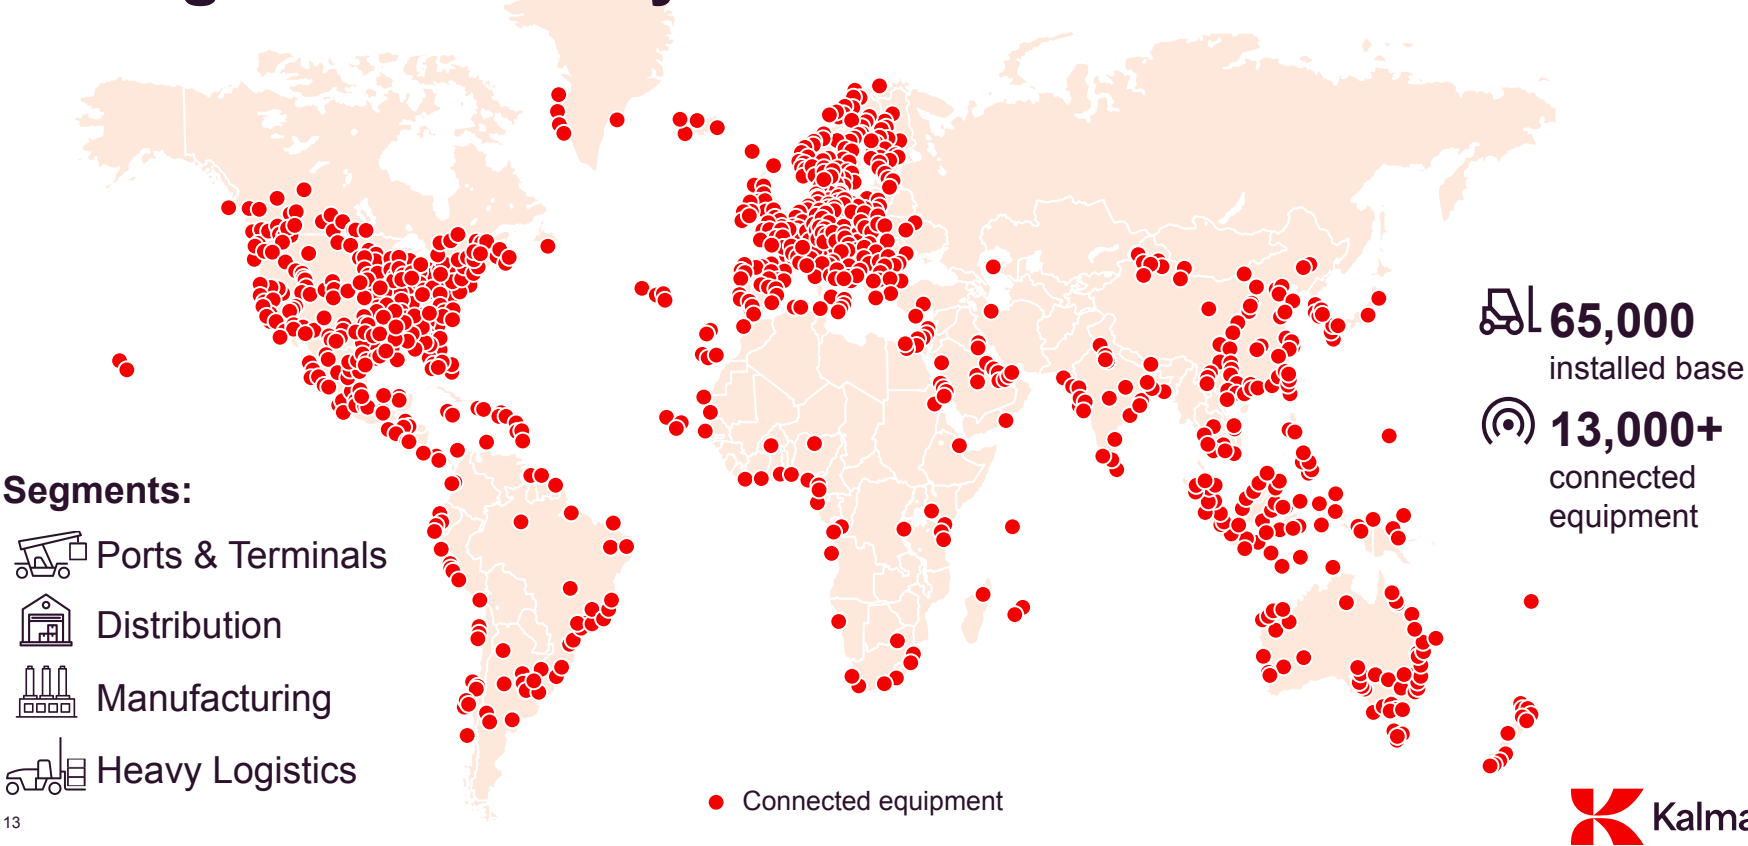 Segments:
Ports & Terminals
Distribution
Manufacturing
Heavy Logistics
65,000
installed base
13,000+
connected
equipment
Connected equipment
13